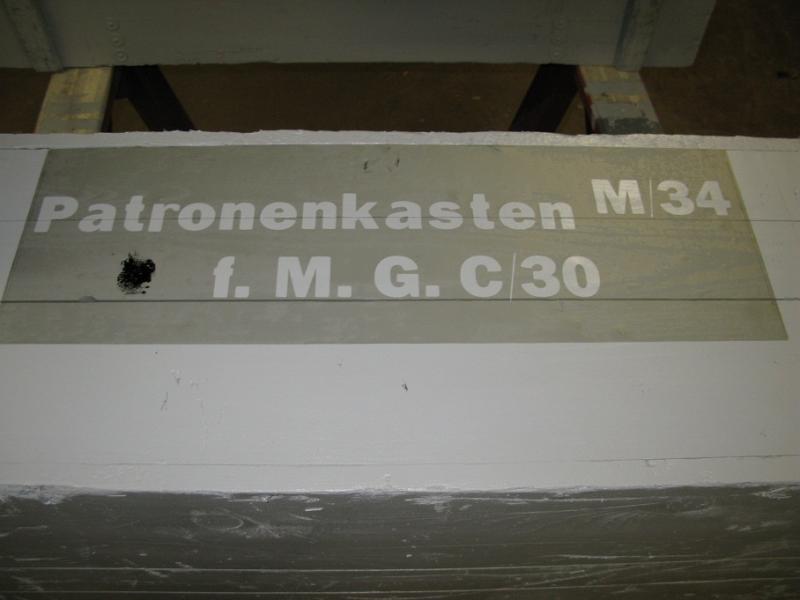 Patronenkasten M/34
f. M. G. C/30